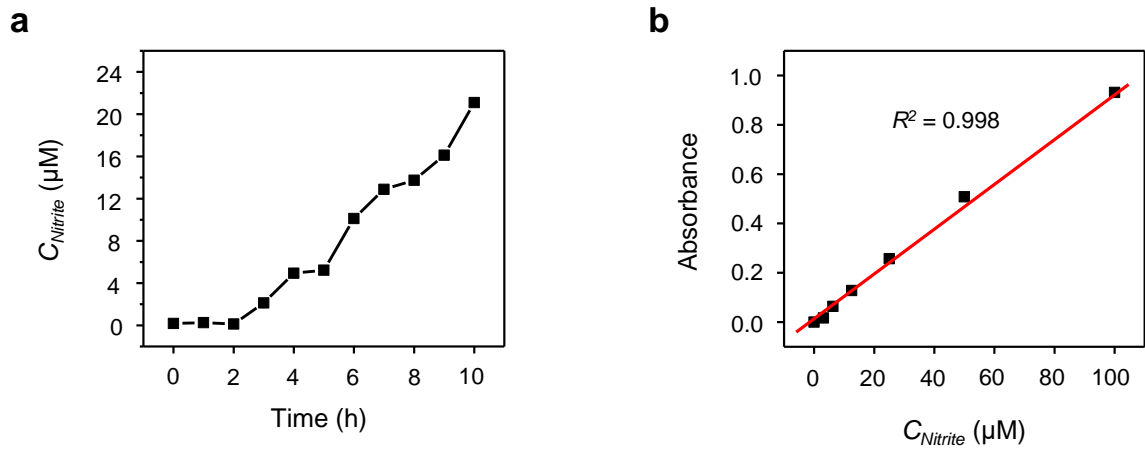 a
24
20
16
12
8
4
0
C_Nitrite (µM)
0 2 4 6 8 10
Time (h)
b
1.0
0.8
0.6
0.4
0.2
0.0
Absorbance
R² = 0.998
0 20 40 60 80 100
C_Nitrite (µM)